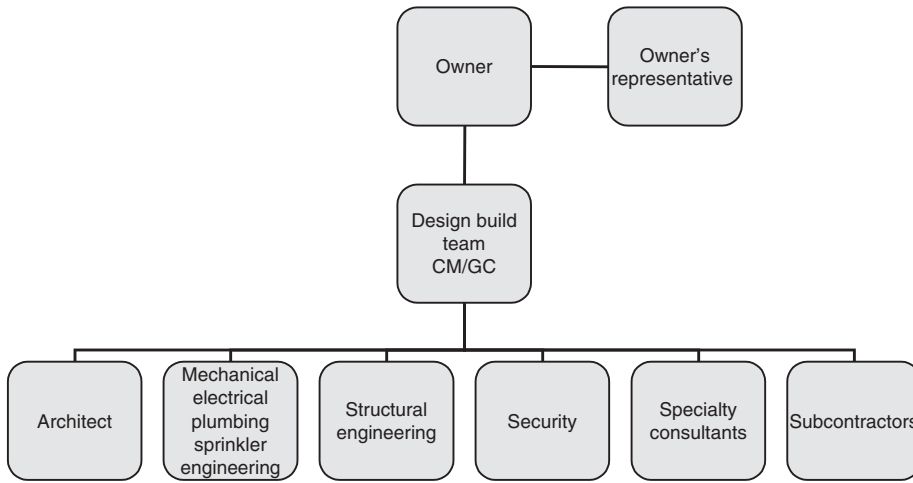 Owner
Owner's
representative
Design build
team
CM/GC
Architect
Mechanical
electrical
plumbing
sprinkler
engineering
Structural
engineering
Security
Specialty
consultants
Subcontractors